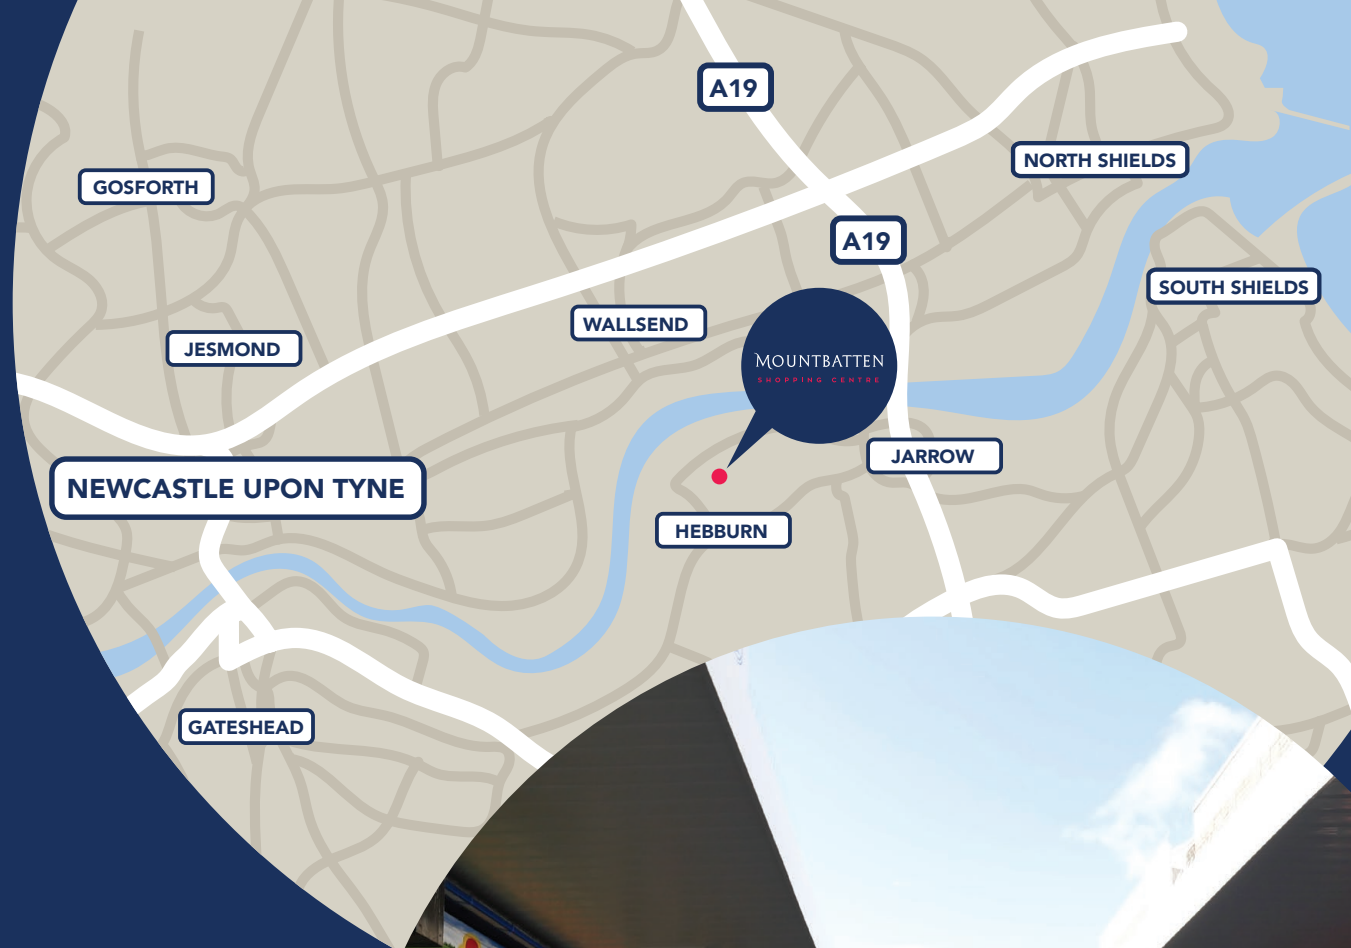 A19
NORTH SHIELDS
GOSFORTH
A19
SOUTH SHIELDS
WALLSEND
JESMOND
MOUNTBATTEN
SHOPPING CENTRE
JARROW
NEWCASTLE UPON TYNE
HEBBURN
GATESHEAD